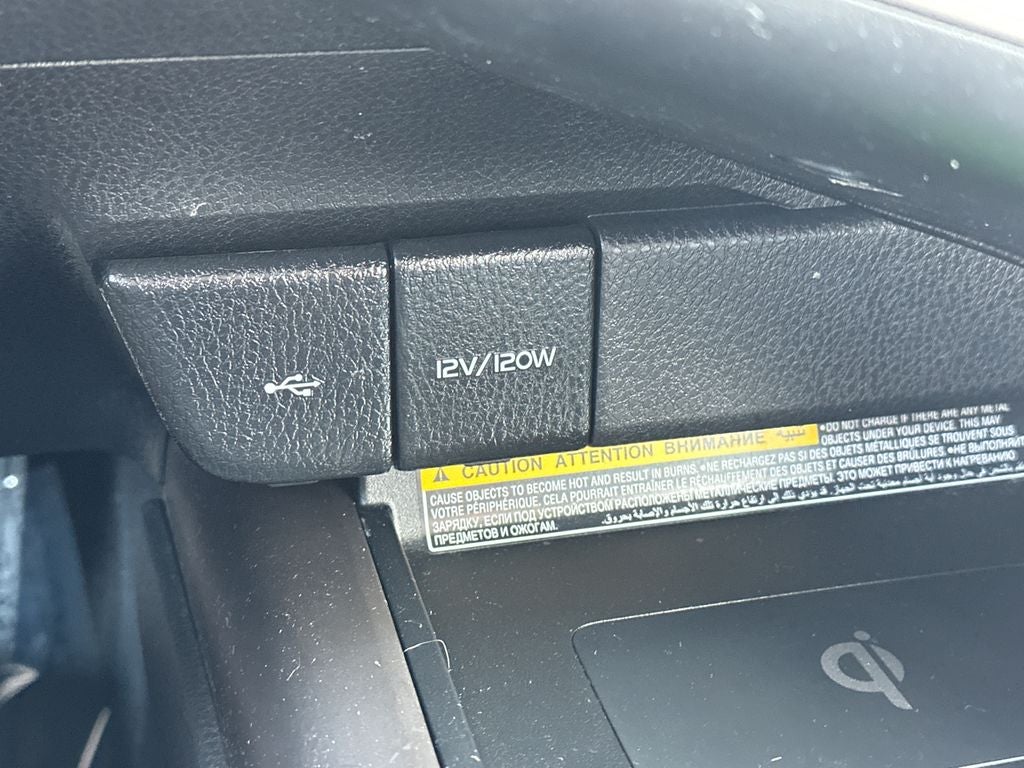 12V/120W
CAUTION ATTENTION ВНИМАНИЕ تنبيه
•DO NOT CHARGE IF THERE ARE ANY METAL
OBJECTS UNDER YOUR DEVICE. THIS MAY
CAUSE OBJECTS TO BECOME HOT AND RESULT IN BURNS. •NE RECHARGEZ PAS SI DES OBJETS MÉTALLIQUES SE TROUVENT SOUS
VOTRE PÉRIPHÉRIQUE. CELA POURRAIT ENTRAÎNER LE RÉCHAUFFEMENT DES OBJETS ET CAUSER DES BRÛLURES. •НЕ ВЫПОЛНЯЙТ
ЗАРЯДКУ, ЕСЛИ ПОД УСТРОЙСТВОМ РАСПОЛОЖЕНЫ МЕТАЛЛИЧЕСКИЕ ПРЕДМЕТЫ. ЭТО МОЖЕТ ПРИВЕСТИ К НАГРЕВАНИЮ
ПРЕДМЕТОВ И ОЖОГАМ.